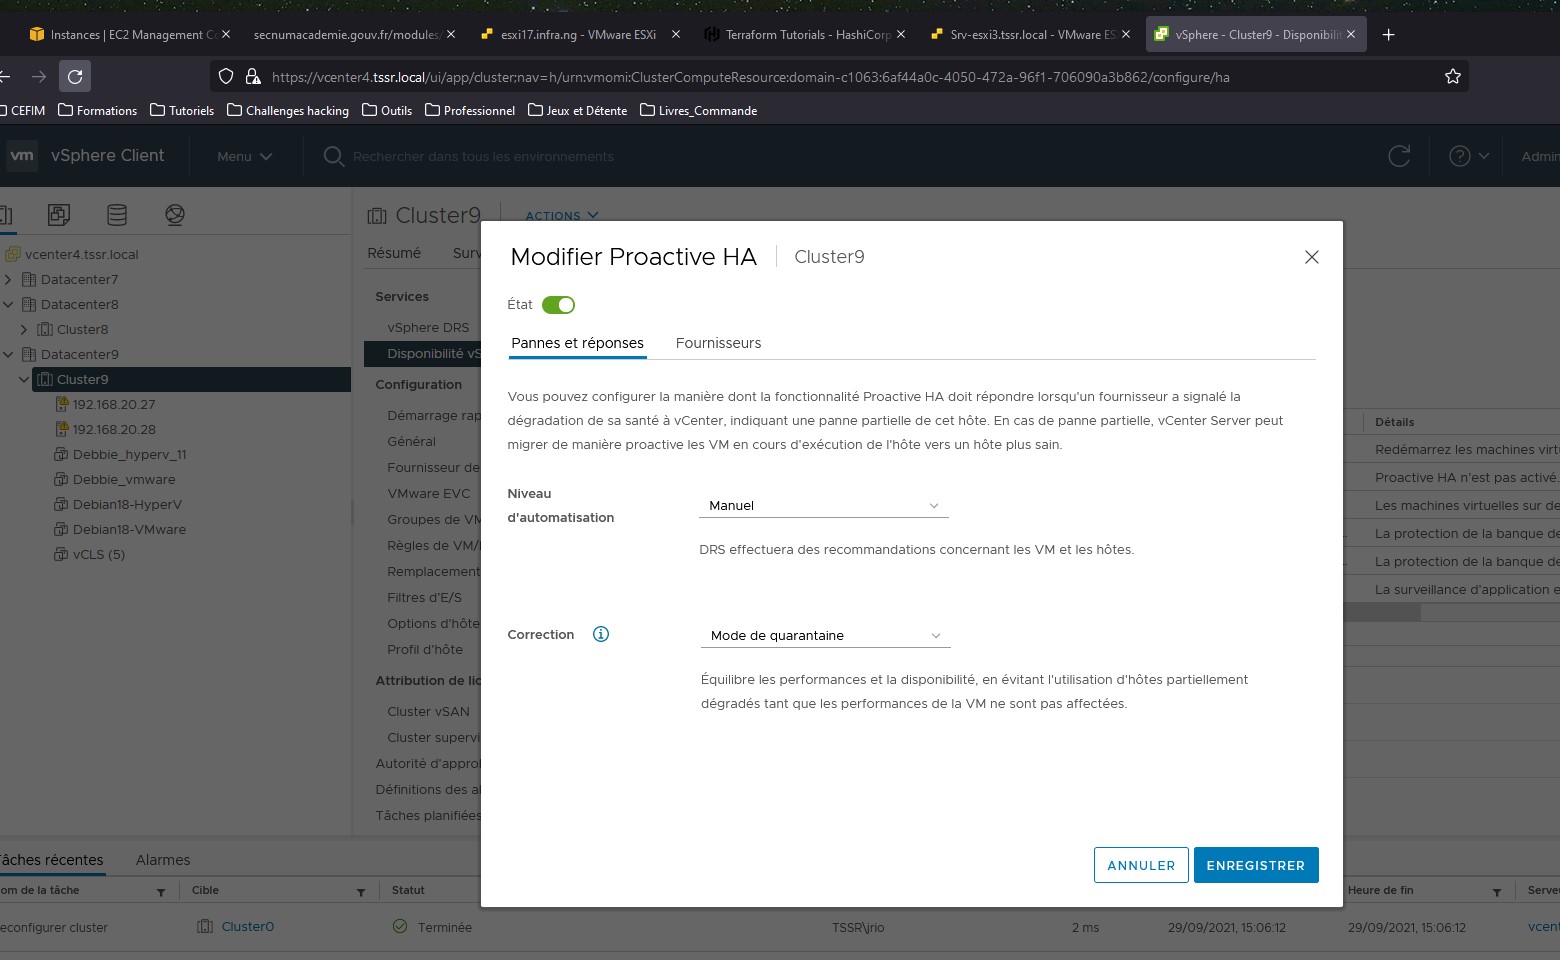 Instances | EC2 Management Co
secnumacademie.gouv.fr/modules/
esxi17.infra.ng - VMware ESXi
Terraform Tutorials - HashiCorp
Srv-esxi3.tssr.local - VMware ES
vSphere - Cluster9 - Disponibilit
https://vcenter4.tssr.local/ui/app/cluster;nav=h/urn:vmomi:ClusterComputeResource:domain-c1063:6af44a0c-4050-472a-96f1-706090a3b862/configure/ha
CEFIM
Formations
Tutoriels
Challenges hacking
Outils
Professionnel
Jeux et Détente
Livres_Commande
vm
vSphere Client
Menu
Rechercher dans tous les environnements
Admin
Cluster9
ACTIONS
Résumé
Surv
vcenter4.tssr.local
Datacenter7
Datacenter8
Cluster8
Datacenter9
Cluster9
192.168.20.27
192.168.20.28
Debbie_hyperv_11
Debbie_vmware
Debian18-HyperV
Debian18-VMware
vCLS (5)
Services
vSphere DRS
Disponibilité vS
Configuration
Démarrage rap
Général
Fournisseur de
VMware EVC
Groupes de VM
Règles de VM/
Remplacement
Filtres d'E/S
Options d'hôte
Profil d'hôte
Attribution de lic
Cluster vSAN
Cluster supervi
Autorité d'appro
Définitions des al
Tâches planifiées
Modifier Proactive HA
Cluster9
État
Pannes et réponses
Fournisseurs
Vous pouvez configurer la manière dont la fonctionnalité Proactive HA doit répondre lorsqu'un fournisseur a signalé la
dégradation de sa santé à vCenter, indiquant une panne partielle de cet hôte. En cas de panne partielle, vCenter Server peut
migrer de manière proactive les VM en cours d'exécution de l'hôte vers un hôte plus sain.
Niveau
d'automatisation
Manuel
DRS effectuera des recommandations concernant les VM et les hôtes.
Correction
Mode de quarantaine
Équilibre les performances et la disponibilité, en évitant l'utilisation d'hôtes partiellement
dégradés tant que les performances de la VM ne sont pas affectées.
ANNULER
ENREGISTRER
Détails
Redémarrez les machines virt
Proactive HA n'est pas activé.
Les machines virtuelles sur de
La protection de la banque de
La protection de la banque de
La surveillance d'application e
Tâches récentes
Alarmes
om de la tâche
Cible
Statut
Heure de fin
Serve
econfigurer cluster
Cluster0
Terminée
TSSR\jrio
2 ms
29/09/2021, 15:06:12
29/09/2021, 15:06:12
vcent